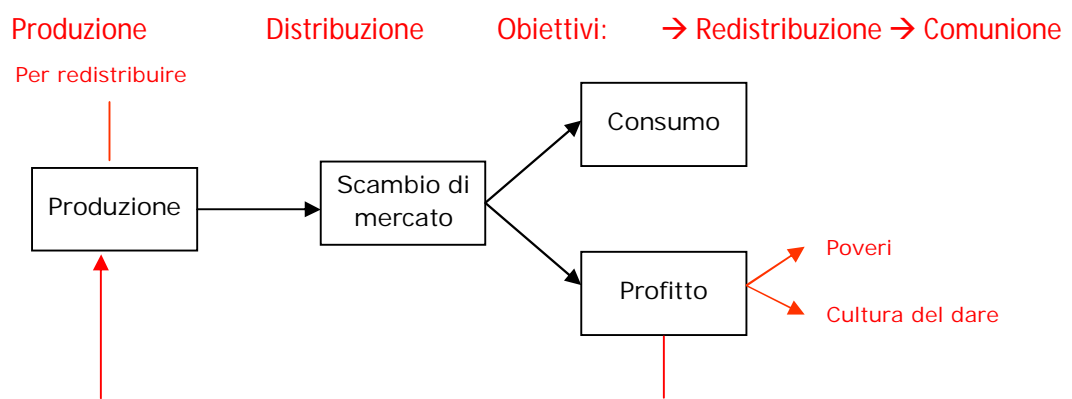 Produzione Distribuzione Obiettivi: → Redistribuzione → Comunione
Per redistribuire
Consumo
Produzione
Scambio di
mercato
Profitto
Poveri
Cultura del dare